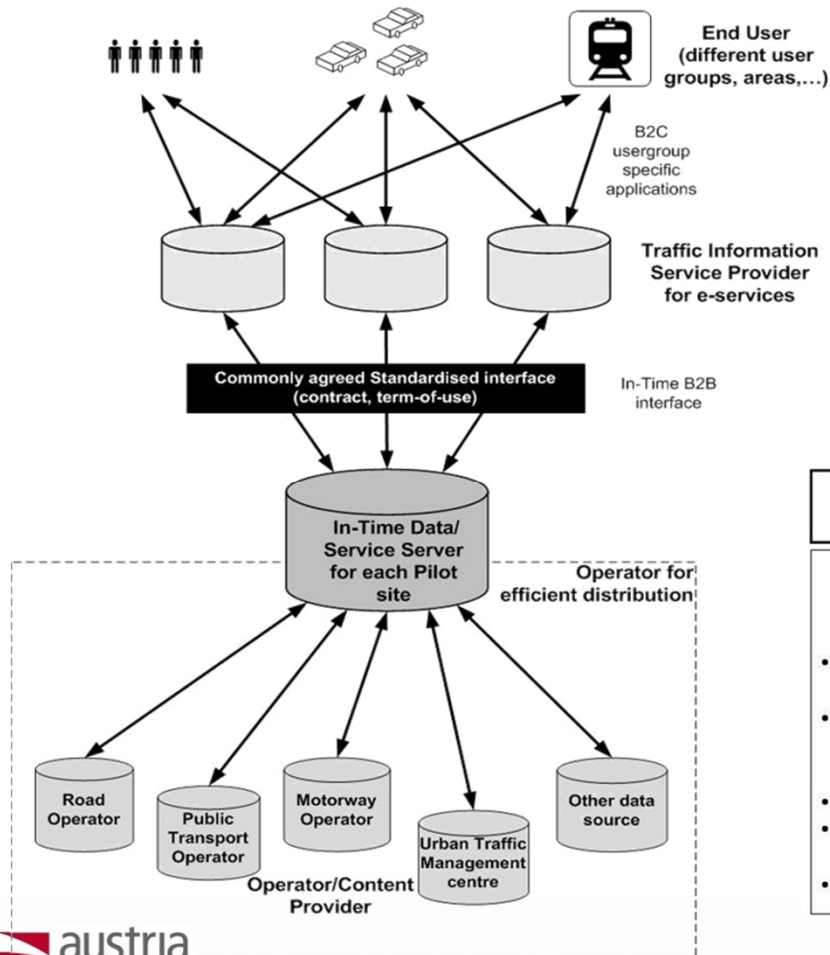 End User
(different user
groups, areas,...)
B2C
usergroup
specific
applications
Traffic Information
Service Provider
for e-services
Commonly agreed Standardised interface
(contract, term-of-use)
In-Time B2B
interface
In-Time Data/
Service Server
for each Pilot
site
Operator for
efficient distribution
Road
Operator
Public
Transport
Operator
Motorway
Operator
Urban Traffic
Management
centre
Other data
source
Operator/Content
Provider
austria